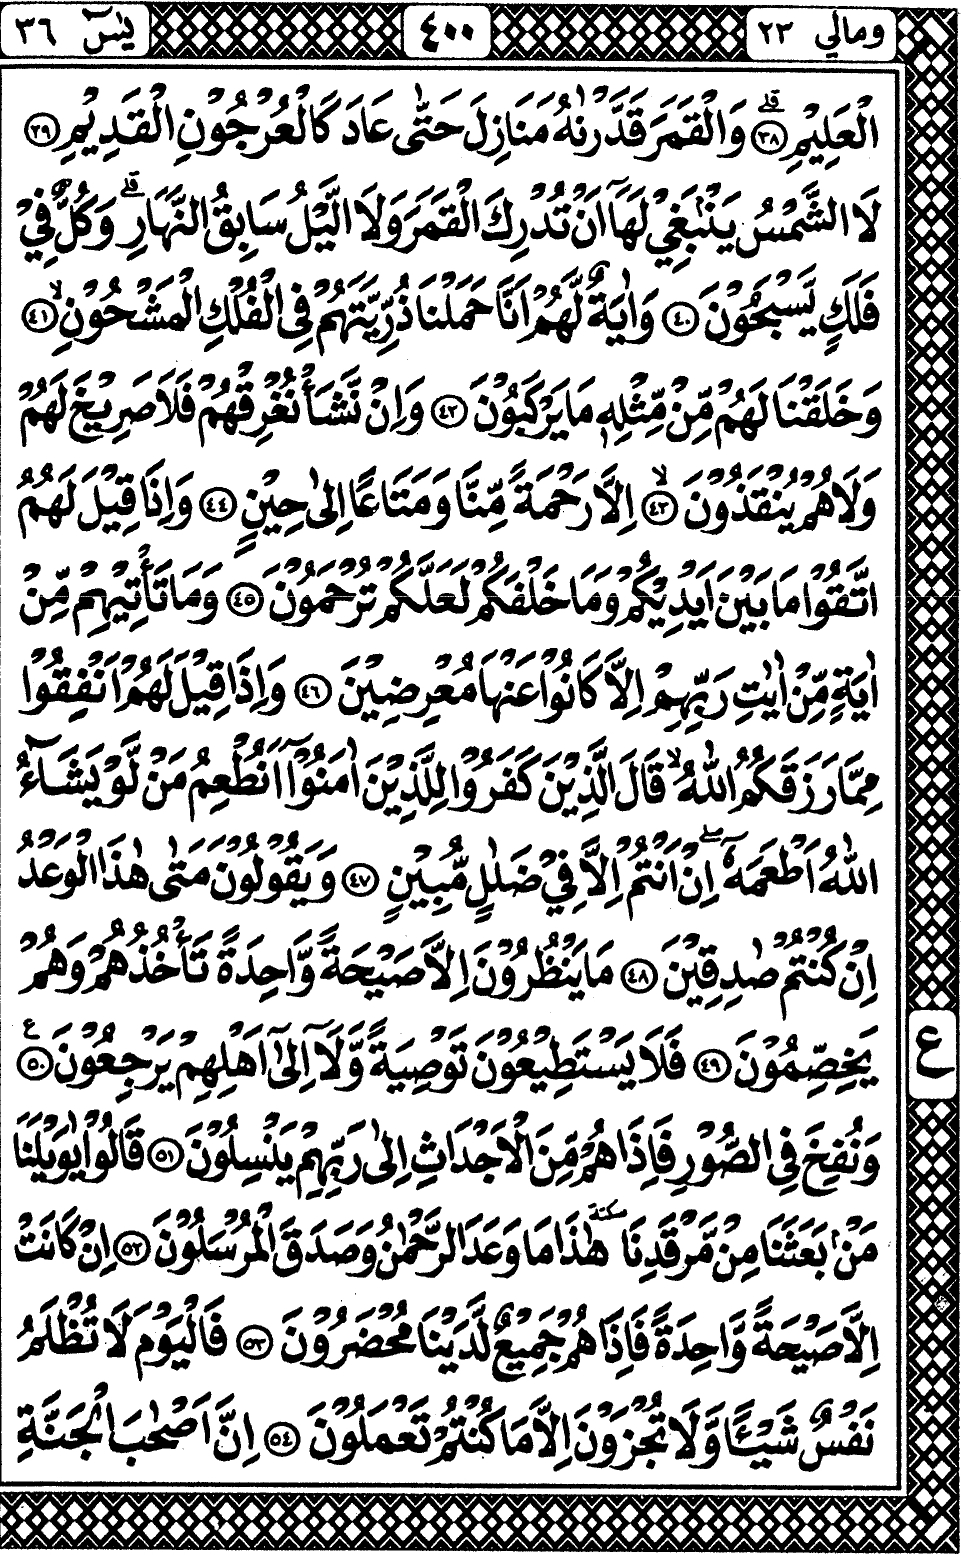 ومالي ٢٣ ٤٠٠ يٰسٓ ٣٦
الْعَلِيْمِ ﴿٣٨﴾ وَالْقَمَرَ قَدَّرْنٰهُ مَنَازِلَ حَتّٰى عَادَ كَالْعُرْجُوْنِ الْقَدِيْمِ ﴿٣٩﴾
لَا الشَّمْسُ يَنْۢبَغِيْ لَهَاۤ اَنْ تُدْرِكَ الْقَمَرَ وَلَا الَّيْلُ سَابِقُ النَّهَارِ ؕ وَكُلٌّ فِيْ
فَلَكٍ يَّسْبَحُوْنَ ﴿٤٠﴾ وَاٰيَةٌ لَّهُمْ اَنَّا حَمَلْنَا ذُرِّيَّتَهُمْ فِي الْفُلْكِ الْمَشْحُوْنِ ۙ﴿٤١﴾
وَخَلَقْنَا لَهُمْ مِّنْ مِّثْلِهٖ مَا يَرْكَبُوْنَ ﴿٤٢﴾ وَاِنْ نَّشَاْ نُغْرِقْهُمْ فَلَا صَرِيْخَ لَهُمْ
وَلَا هُمْ يُنْقَذُوْنَ ۙ﴿٤٣﴾ اِلَّا رَحْمَةً مِّنَّا وَمَتَاعًا اِلٰى حِيْنٍ ﴿٤٤﴾ وَاِذَا قِيْلَ لَهُمُ
اتَّقُوْا مَا بَيْنَ اَيْدِيْكُمْ وَمَا خَلْفَكُمْ لَعَلَّكُمْ تُرْحَمُوْنَ ﴿٤٥﴾ وَمَا تَاْتِيْهِمْ مِّنْ
اٰيَةٍ مِّنْ اٰيٰتِ رَبِّهِمْ اِلَّا كَانُوْا عَنْهَا مُعْرِضِيْنَ ﴿٤٦﴾ وَاِذَا قِيْلَ لَهُمْ اَنْفِقُوْا
مِمَّا رَزَقَكُمُ اللّٰهُ ۙ قَالَ الَّذِيْنَ كَفَرُوْا لِلَّذِيْنَ اٰمَنُوْۤا اَنُطْعِمُ مَنْ لَّوْ يَشَآءُ
اللّٰهُ اَطْعَمَهٗۤ ۖ اِنْ اَنْتُمْ اِلَّا فِيْ ضَلٰلٍ مُّبِيْنٍ ﴿٤٧﴾ وَيَقُوْلُوْنَ مَتٰى هٰذَا الْوَعْدُ
اِنْ كُنْتُمْ صٰدِقِيْنَ ﴿٤٨﴾ مَا يَنْظُرُوْنَ اِلَّا صَيْحَةً وَّاحِدَةً تَاْخُذُهُمْ وَهُمْ
يَخِصِّمُوْنَ ﴿٤٩﴾ فَلَا يَسْتَطِيْعُوْنَ تَوْصِيَةً وَّلَاۤ اِلٰۤى اَهْلِهِمْ يَرْجِعُوْنَ ﴿٥٠﴾ ع
ع
وَنُفِخَ فِي الصُّوْرِ فَاِذَا هُمْ مِّنَ الْاَجْدَاثِ اِلٰى رَبِّهِمْ يَنْسِلُوْنَ ﴿٥١﴾ قَالُوْا يٰوَيْلَنَا
مَنْۢ بَعَثَنَا مِنْ مَّرْقَدِنَا سكتة هٰذَا مَا وَعَدَ الرَّحْمٰنُ وَصَدَقَ الْمُرْسَلُوْنَ ﴿٥٢﴾ اِنْ كَانَتْ
اِلَّا صَيْحَةً وَّاحِدَةً فَاِذَا هُمْ جَمِيْعٌ لَّدَيْنَا مُحْضَرُوْنَ ﴿٥٣﴾ فَالْيَوْمَ لَا تُظْلَمُ
نَفْسٌ شَيْـًٔا وَّلَا تُجْزَوْنَ اِلَّا مَا كُنْتُمْ تَعْمَلُوْنَ ﴿٥٤﴾ اِنَّ اَصْحٰبَ الْجَنَّةِ